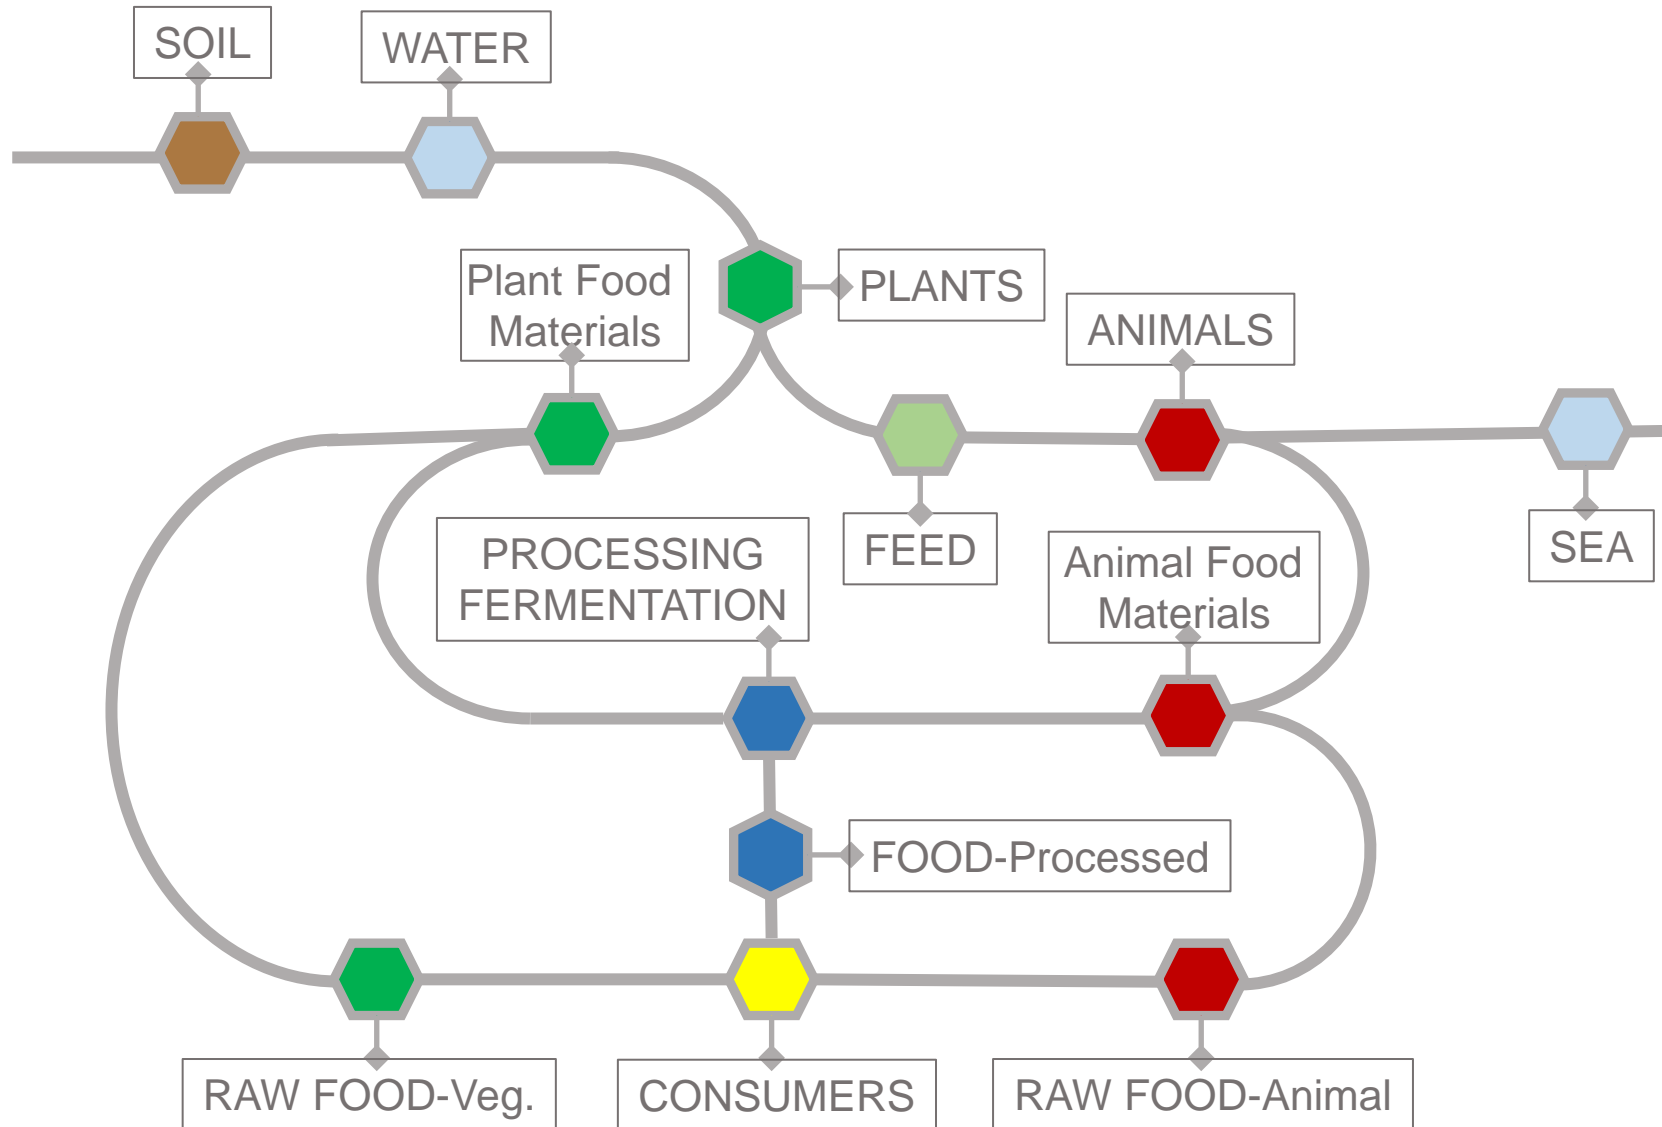 SOIL
WATER
Plant Food
Materials
PLANTS
ANIMALS
PROCESSING
FERMENTATION
FEED
Animal Food
Materials
SEA
FOOD-Processed
RAW FOOD-Veg.
CONSUMERS
RAW FOOD-Animal